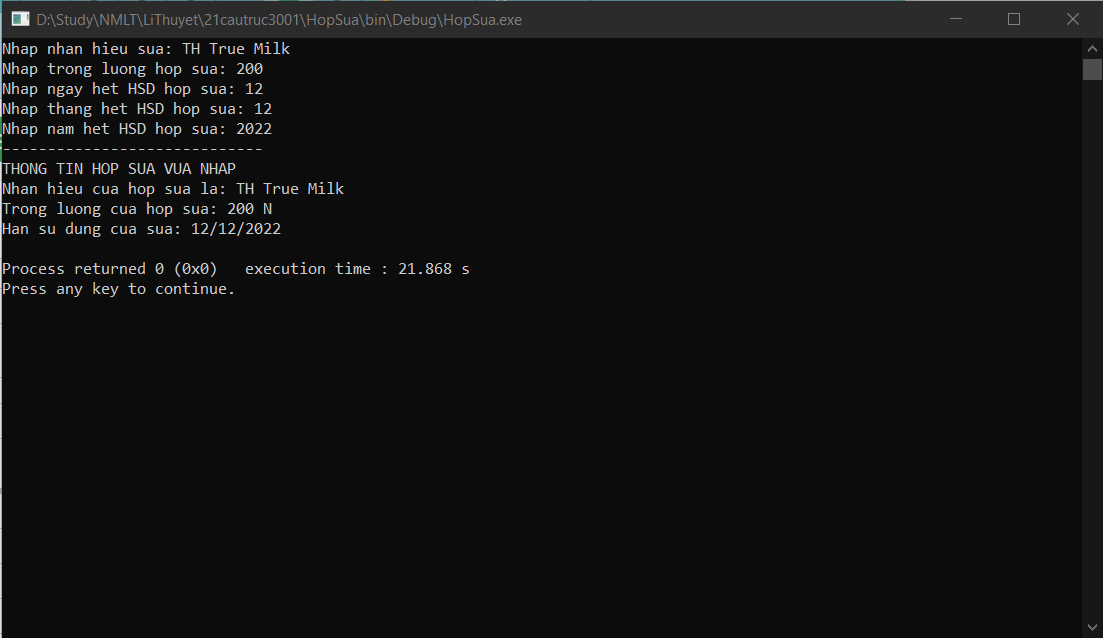 D:\Study\NMLT\LiThuyet\21cautruc3001\HopSua\bin\Debug\HopSua.exe
Nhap nhan hieu sua: TH True Milk
Nhap trong luong hop sua: 200
Nhap ngay het HSD hop sua: 12
Nhap thang het HSD hop sua: 12
Nhap nam het HSD hop sua: 2022
-----------------------------
THONG TIN HOP SUA VUA NHAP
Nhan hieu cua hop sua la: TH True Milk
Trong luong cua hop sua: 200 N
Han su dung cua sua: 12/12/2022
Process returned 0 (0x0)   execution time : 21.868 s
Press any key to continue.